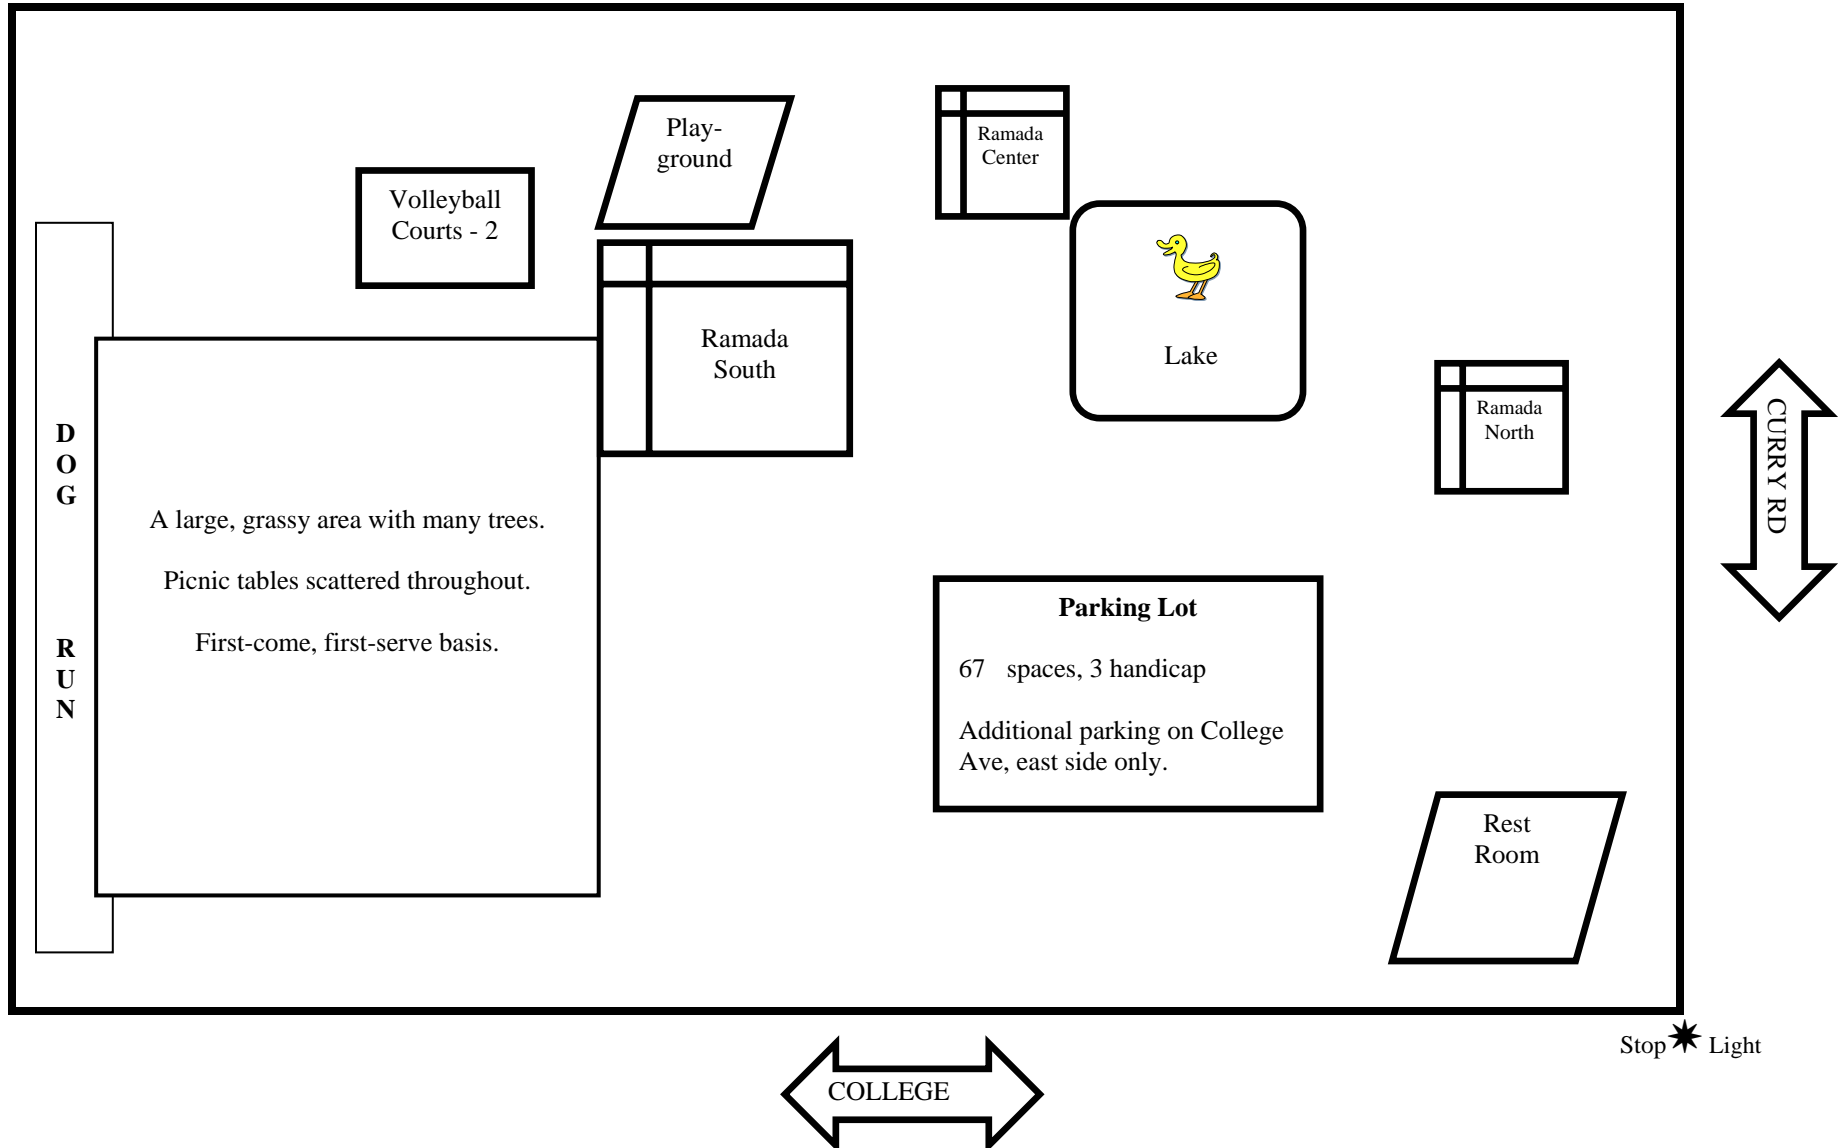 Play-
ground
Ramada
Center
Volleyball
Courts - 2
Ramada
South
Lake
Ramada
North
CURRY RD
D
O
G
R
U
N
A large, grassy area with many trees.
Picnic tables scattered throughout.
First-come, first-serve basis.
Parking Lot
67 spaces, 3 handicap
Additional parking on College
Ave, east side only.
Rest
Room
Stop Light
COLLEGE